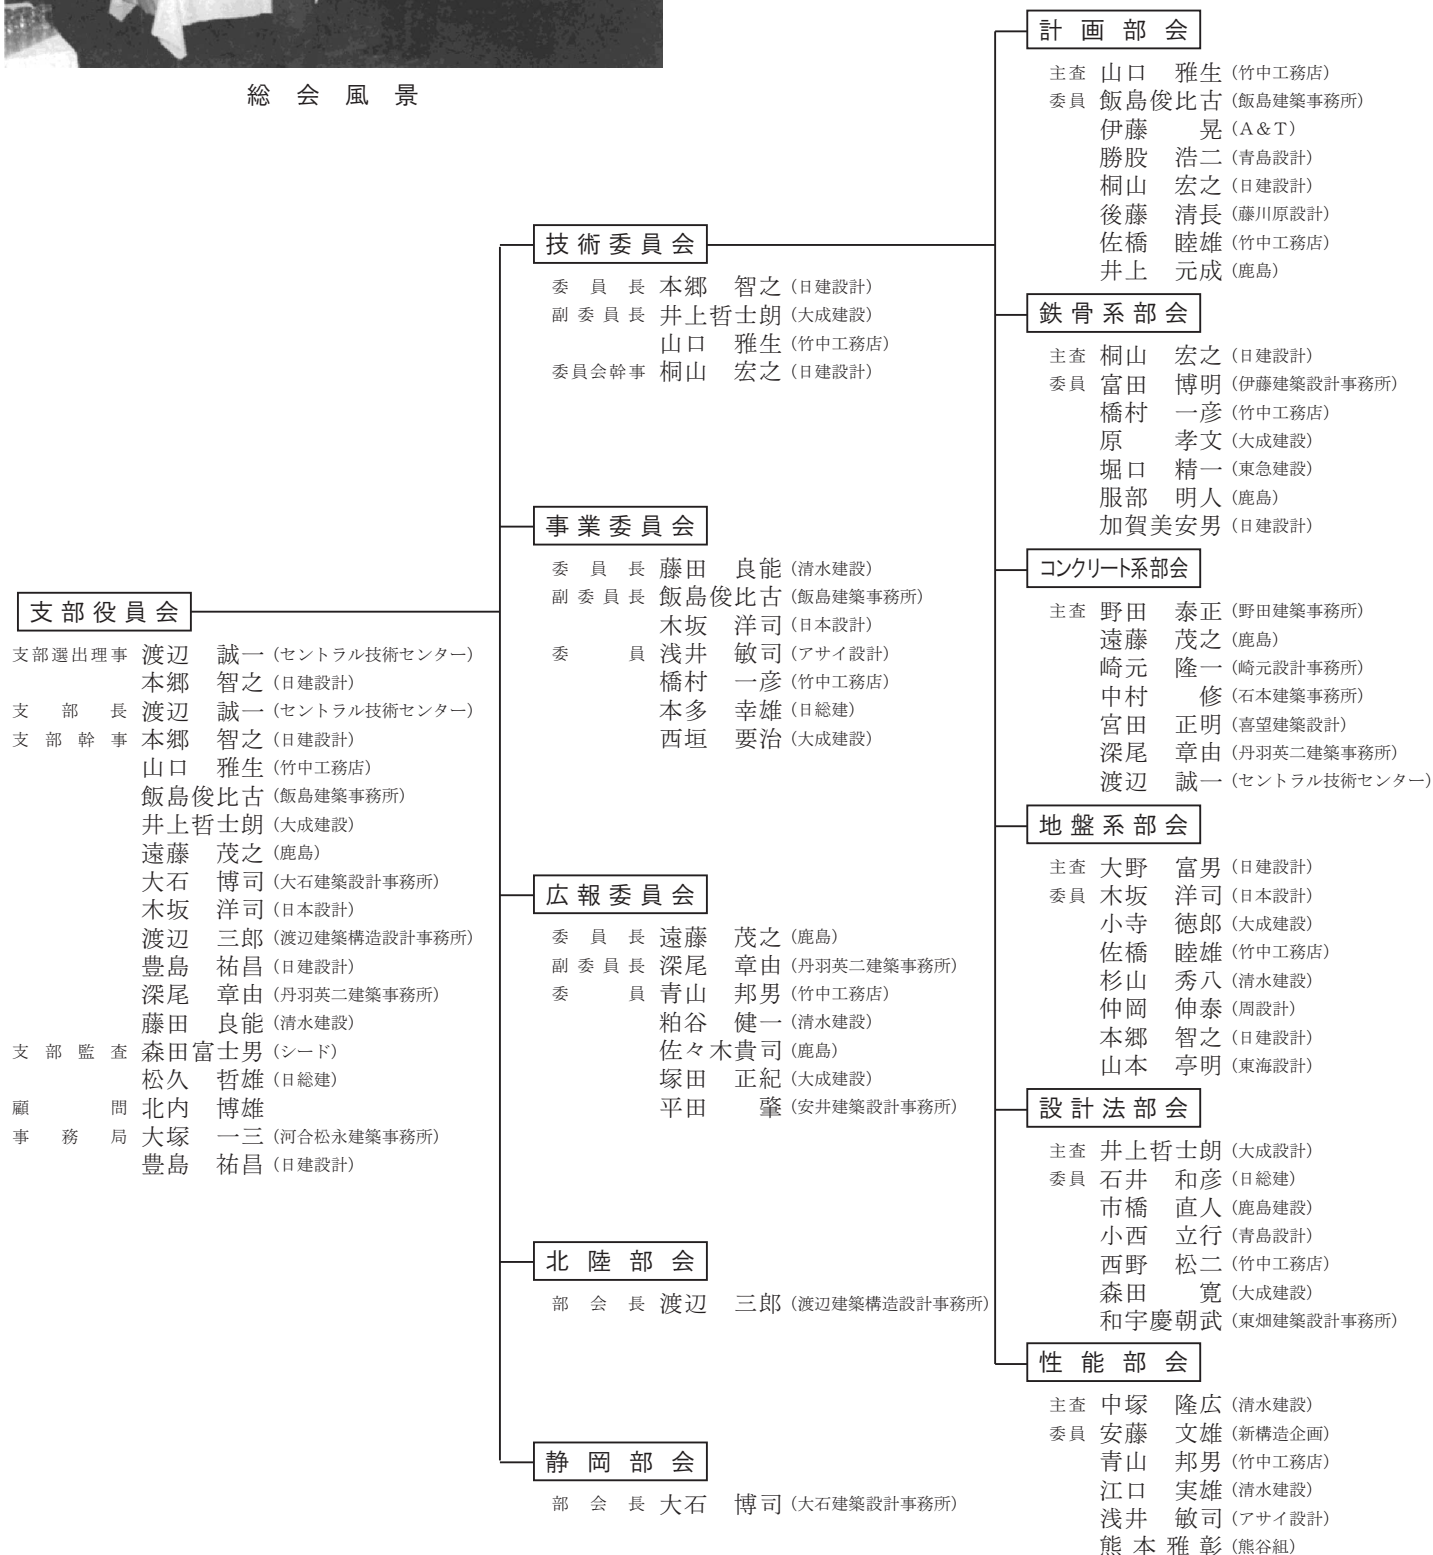 総会風景
支部役員会
支部選出理事 渡辺 誠一 (セントラル技術センター)
本郷 智之 (日建設計)
支部長 渡辺 誠一 (セントラル技術センター)
支部幹事 本郷 智之 (日建設計)
山口 雅生 (竹中工務店)
飯島俊比古 (飯島建築事務所)
井上哲士朗 (大成建設)
遠藤 茂之 (鹿島)
大石 博司 (大石建築設計事務所)
木坂 洋司 (日本設計)
渡辺 三郎 (渡辺建築構造設計事務所)
豊島 祐昌 (日建設計)
深尾 章由 (丹羽英二建築事務所)
藤田 良能 (清水建設)
支部監査 森田富士男 (シード)
松久 哲雄 (日総建)
顧問 北内 博雄
事務局 大塚 一三 (河合松永建築事務所)
豊島 祐昌 (日建設計)
技術委員会
委員長 本郷 智之 (日建設計)
副委員長 井上哲士朗 (大成建設)
山口 雅生 (竹中工務店)
委員会幹事 桐山 宏之 (日建設計)
事業委員会
委員長 藤田 良能 (清水建設)
副委員長 飯島俊比古 (飯島建築事務所)
木坂 洋司 (日本設計)
委員 浅井 敏司 (アサイ設計)
橋村 一彦 (竹中工務店)
本多 幸雄 (日総建)
西垣 要治 (大成建設)
広報委員会
委員長 遠藤 茂之 (鹿島)
副委員長 深尾 章由 (丹羽英二建築事務所)
委員 青山 邦男 (竹中工務店)
粕谷 健一 (清水建設)
佐々木貴司 (鹿島)
塚田 正紀 (大成建設)
平田 肇 (安井建築設計事務所)
北陸部会
部会長 渡辺 三郎 (渡辺建築構造設計事務所)
静岡部会
部会長 大石 博司 (大石建築設計事務所)
計画部会
主査 山口 雅生 (竹中工務店)
委員 飯島俊比古 (飯島建築事務所)
伊藤 晃 (A&T)
勝股 浩二 (青島設計)
桐山 宏之 (日建設計)
後藤 清長 (藤川原設計)
佐橋 睦雄 (竹中工務店)
井上 元成 (鹿島)
鉄骨系部会
主査 桐山 宏之 (日建設計)
委員 富田 博明 (伊藤建築設計事務所)
橋村 一彦 (竹中工務店)
原 孝文 (大成建設)
堀口 精一 (東急建設)
服部 明人 (鹿島)
加賀美安男 (日建設計)
コンクリート系部会
主査 野田 泰正 (野田建築事務所)
遠藤 茂之 (鹿島)
崎元 隆一 (崎元設計事務所)
中村 修 (石本建築事務所)
宮田 正明 (喜望建築設計)
深尾 章由 (丹羽英二建築事務所)
渡辺 誠一 (セントラル技術センター)
地盤系部会
主査 大野 富男 (日建設計)
委員 木坂 洋司 (日本設計)
小寺 徳郎 (大成建設)
佐橋 睦雄 (竹中工務店)
杉山 秀八 (清水建設)
仲岡 伸泰 (周設計)
本郷 智之 (日建設計)
山本 亭明 (東海設計)
設計法部会
主査 井上哲士朗 (大成設計)
委員 石井 和彦 (日総建)
市橋 直人 (鹿島建設)
小西 立行 (青島設計)
西野 松二 (竹中工務店)
森田 寛 (大成建設)
和宇慶朝武 (東畑建築設計事務所)
性能部会
主査 中塚 隆広 (清水建設)
委員 安藤 文雄 (新構造企画)
青山 邦男 (竹中工務店)
江口 実雄 (清水建設)
浅井 敏司 (アサイ設計)
熊本雅彰 (熊谷組)